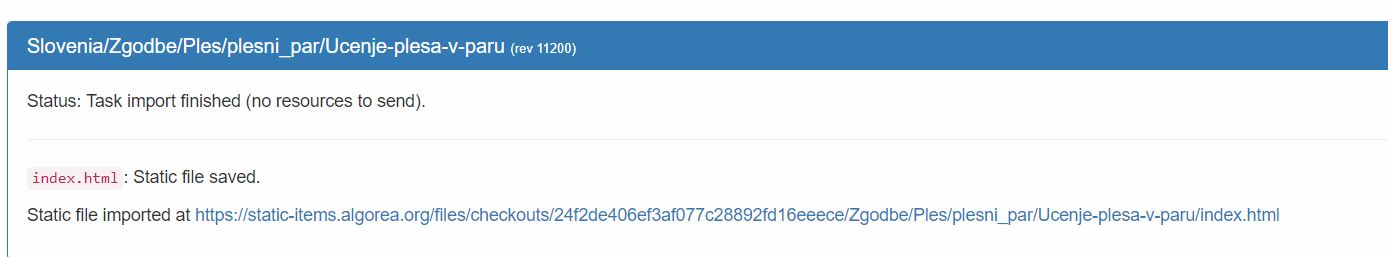 Slovenia/Zgodbe/Ples/plesni_par/Ucenje-plesa-v-paru (rev 11200)
Status: Task import finished (no resources to send).
index.html: Static file saved.
Static file imported at https://static-items.algorea.org/files/checkouts/24f2de406ef3af077c28892fd16eeece/Zgodbe/Ples/plesni_par/Ucenje-plesa-v-paru/index.html